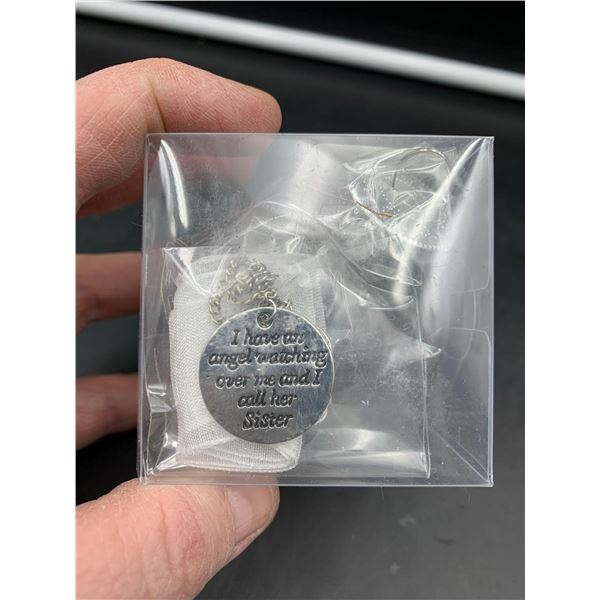 I have an
angel watching
over me and I
call her
Sister